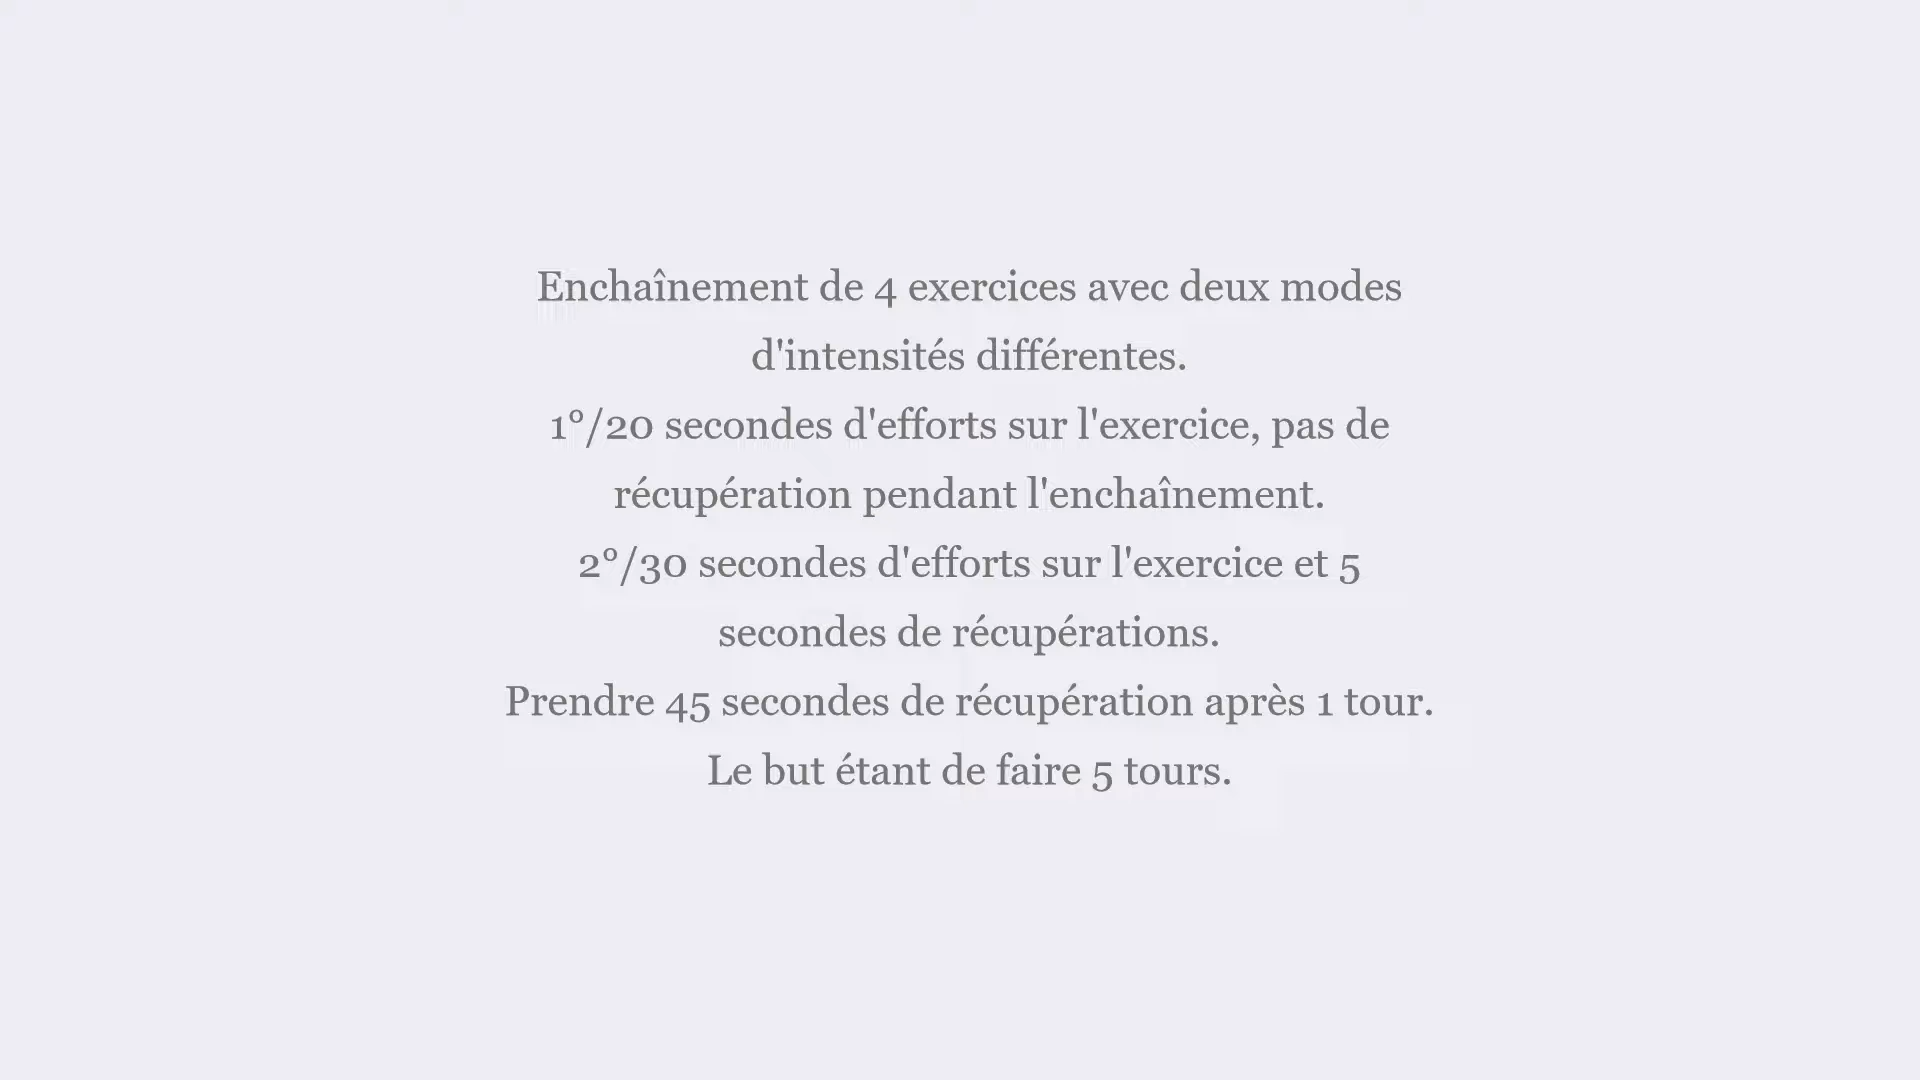 Enchaînement de 4 exercices avec deux modes
d'intensités différentes.
1°/20 secondes d'efforts sur l'exercice, pas de
récupération pendant l'enchaînement.
2°/30 secondes d'efforts sur l'exercice et 5
secondes de récupérations.
Prendre 45 secondes de récupération après 1 tour.
Le but étant de faire 5 tours.